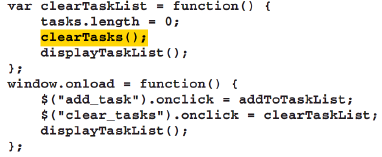 var clearTaskList = function() {
    tasks.length = 0;
    clearTasks();
    displayTaskList();
};
window.onload = function() {
    $("add_task").onclick = addToTaskList;
    $("clear_tasks").onclick = clearTaskList;
    displayTaskList();
};